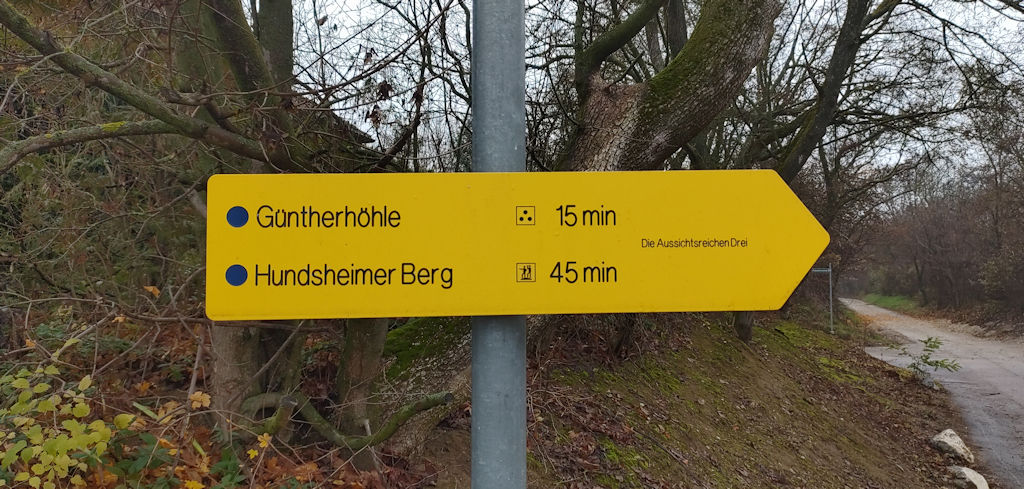 Güntherhöhle 15 min
Die Aussichtsreichen Drei
Hundsheimer Berg 45 min